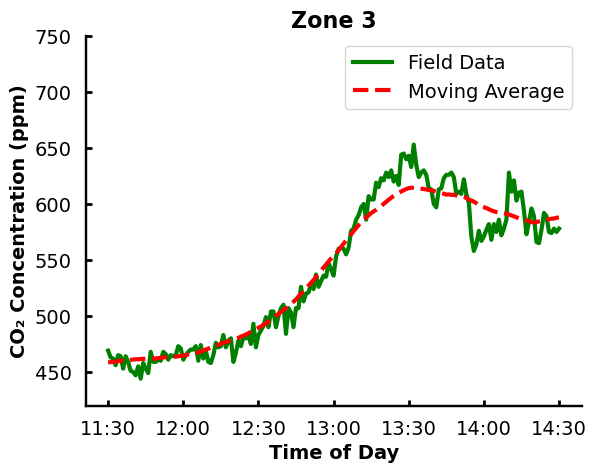 Zone 3
Field Data
Moving Average
CO₂ Concentration (ppm)
750
700
650
600
550
500
450
11:30 12:00 12:30 13:00 13:30 14:00 14:30
Time of Day